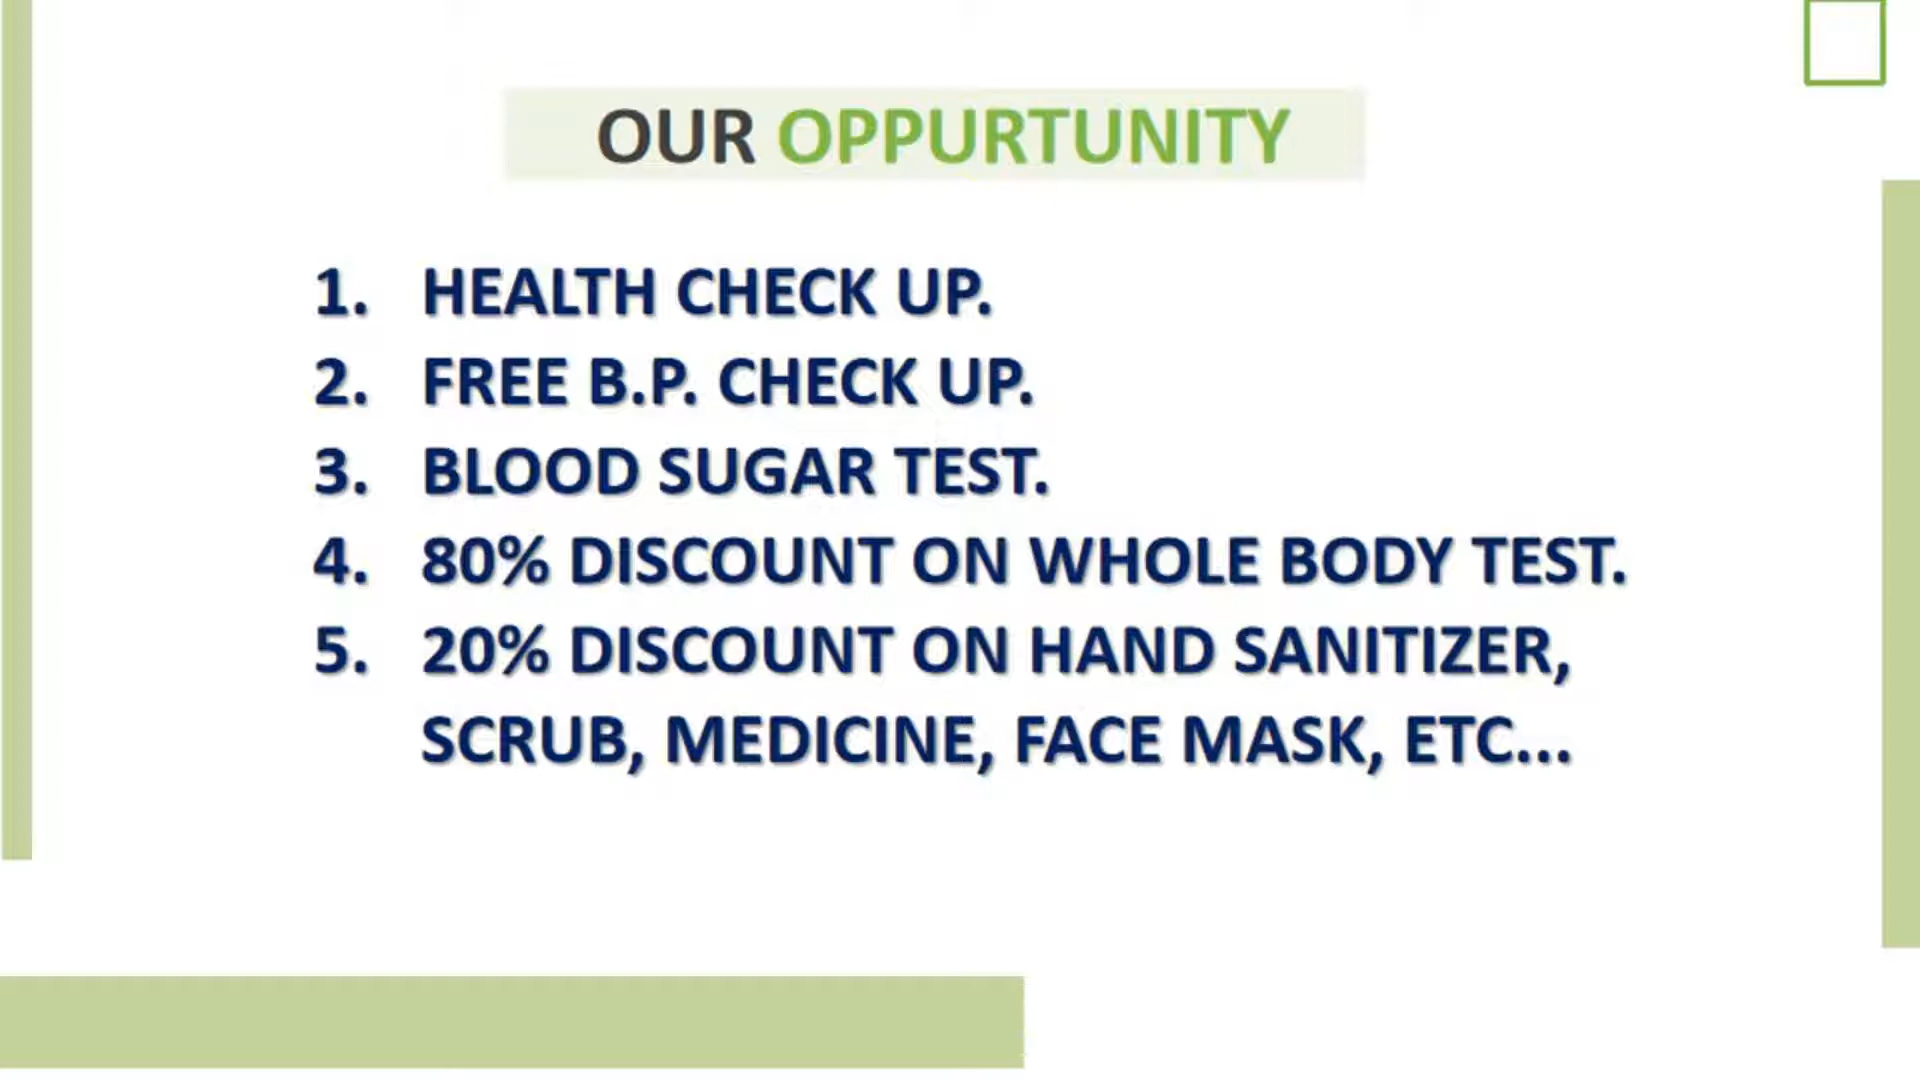 OUR OPPURTUNITY
1. HEALTH CHECK UP.
2. FREE B.P. CHECK UP.
3. BLOOD SUGAR TEST.
4. 80% DISCOUNT ON WHOLE BODY TEST.
5. 20% DISCOUNT ON HAND SANITIZER,
SCRUB, MEDICINE, FACE MASK, ETC...